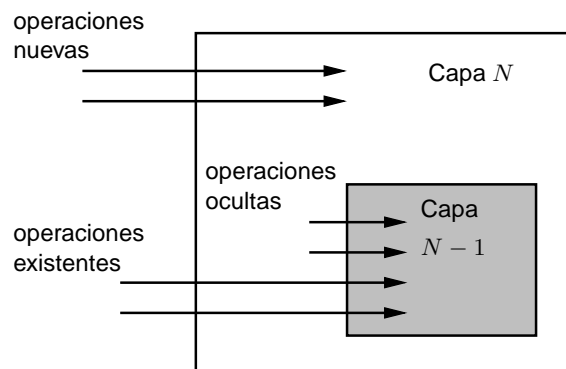 operaciones
nuevas
Capa N
operaciones
ocultas
Capa
N − 1
operaciones
existentes